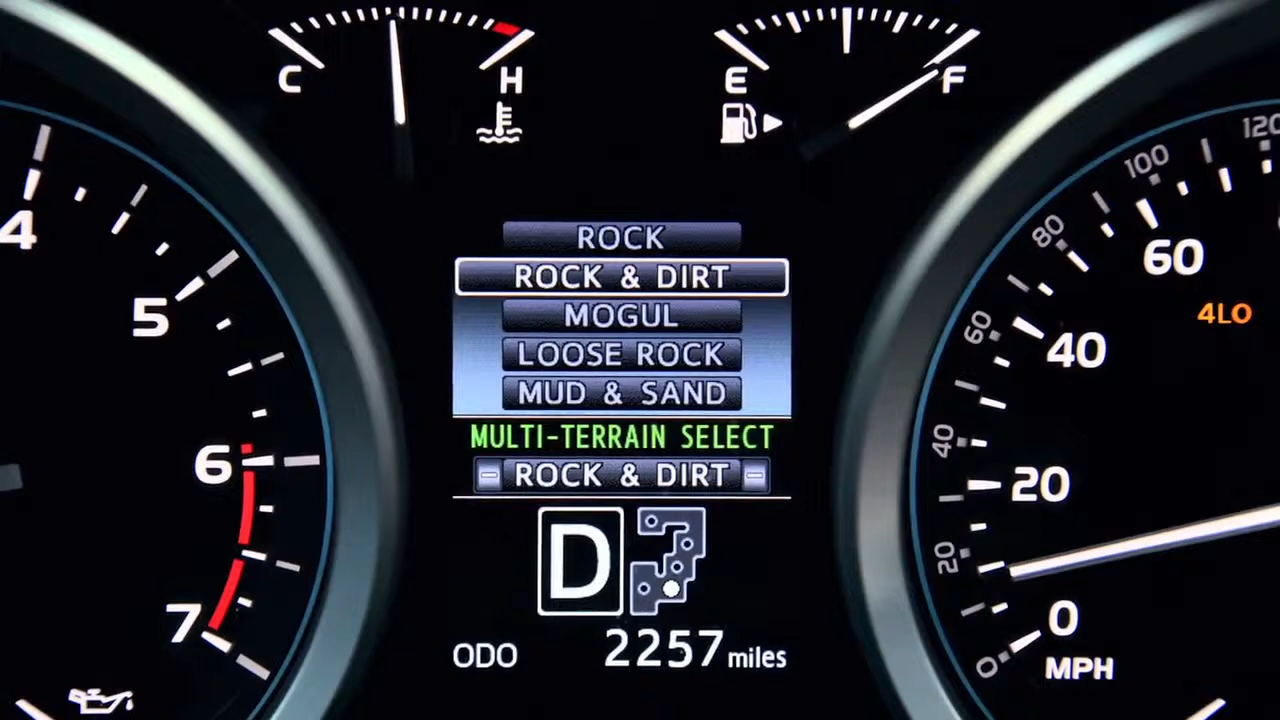 C H
E F
4
5
6
7
ROCK
ROCK & DIRT
MOGUL
LOOSE ROCK
MUD & SAND
MULTI-TERRAIN SELECT
ROCK & DIRT
D
ODO 2257 miles
120
100
80
60
60
4LO
40
40
20
20
0
0
MPH